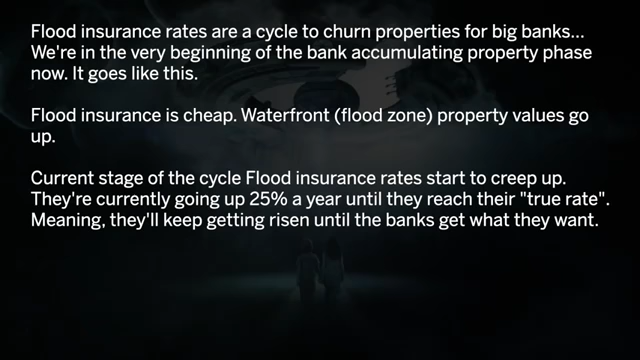 Flood insurance rates are a cycle to churn properties for big banks...
We're in the very beginning of the bank accumulating property phase
now. It goes like this.
Flood insurance is cheap. Waterfront (flood zone) property values go
up.
Current stage of the cycle Flood insurance rates start to creep up.
They're currently going up 25% a year until they reach their "true rate".
Meaning, they'll keep getting risen until the banks get what they want.